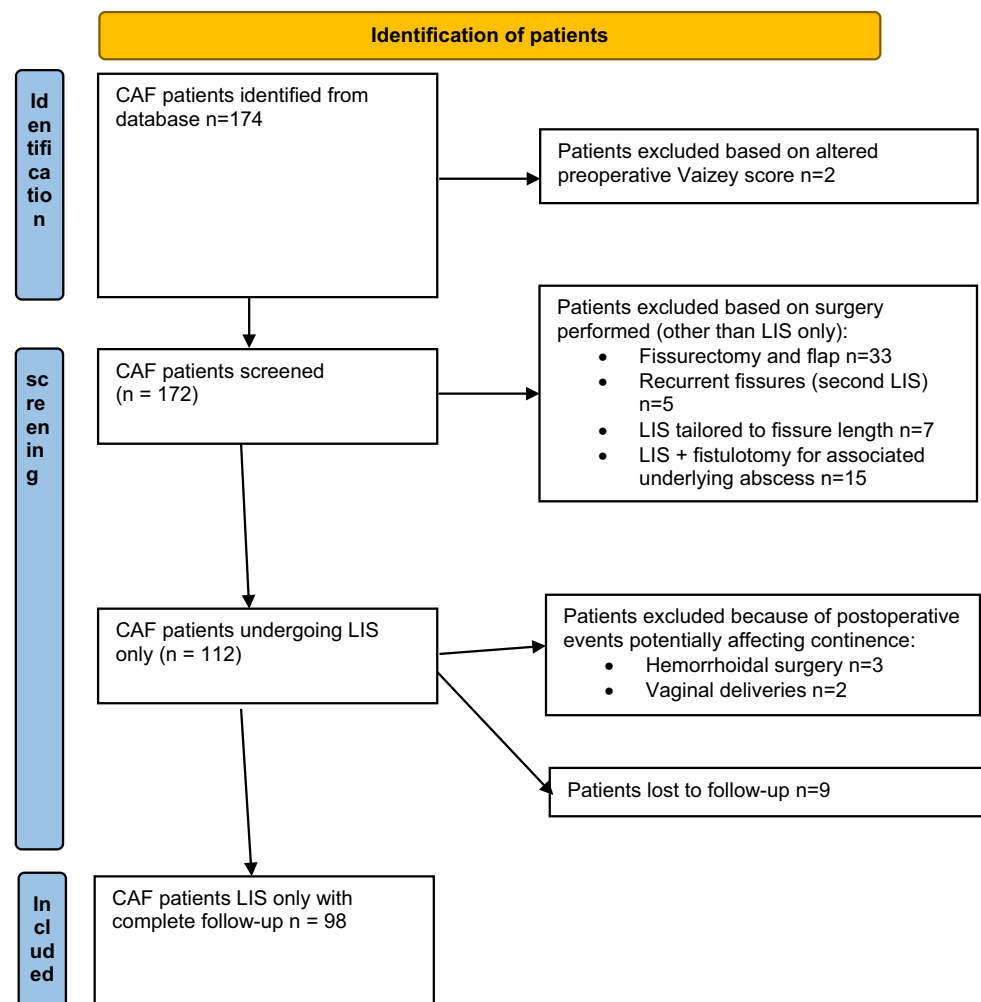 Identification of patients
Id
en
tifi
ca
tio
n
CAF patients identified from
database n=174
Patients excluded based on altered
preoperative Vaizey score n=2
Patients excluded based on surgery
performed (other than LIS only):
• Fissurectomy and flap n=33
• Recurrent fissures (second LIS)
n=5
• LIS tailored to fissure length n=7
• LIS + fistulotomy for associated
underlying abscess n=15
sc
re
en
in
g
CAF patients screened
(n = 172)
CAF patients undergoing LIS
only (n = 112)
Patients excluded because of postoperative
events potentially affecting continence:
• Hemorrhoidal surgery n=3
• Vaginal deliveries n=2
Patients lost to follow-up n=9
In
cl
ud
ed
CAF patients LIS only with
complete follow-up n = 98